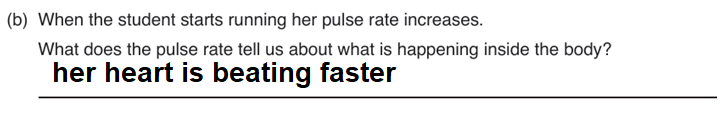 (b) When the student starts running her pulse rate increases.
What does the pulse rate tell us about what is happening inside the body?
her heart is beating faster